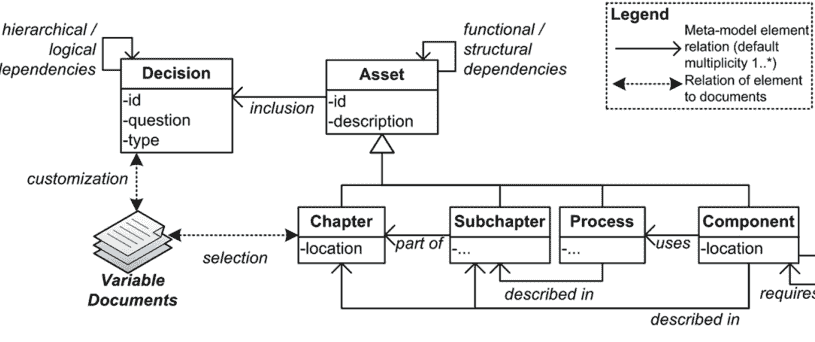 hierarchical /
logical
dependencies
Decision
-id
-question
-type
inclusion
Asset
-id
-description
functional /
structural
dependencies
Legend
Meta-model element
relation (default
multiplicity 1..*)
Relation of element
to documents
customization
Variable
Documents
selection
Chapter
-location
part of
Subchapter
-...
Process
-...
uses
Component
-location
described in
described in
requires